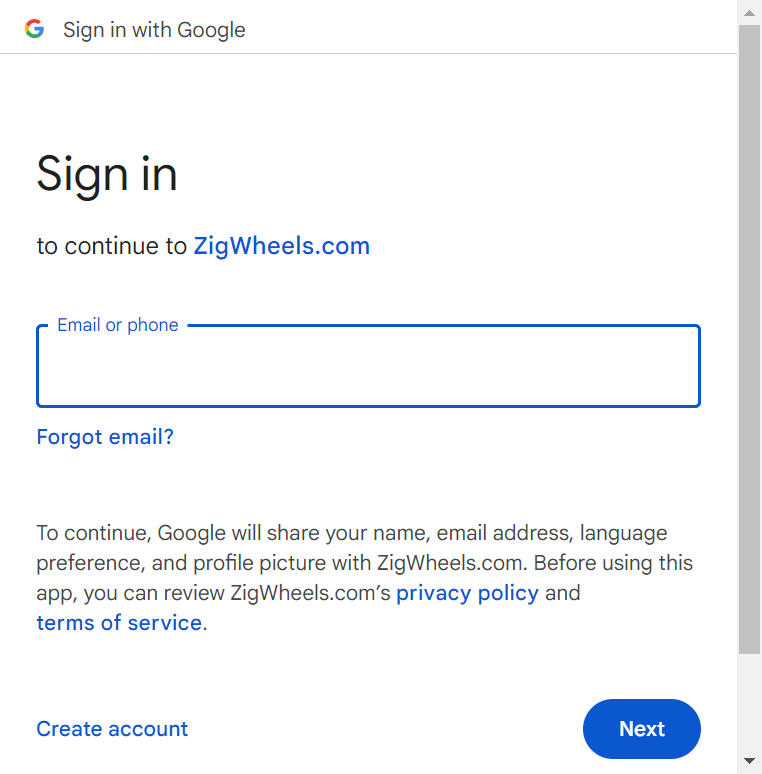 Sign in with Google
Sign in
to continue to ZigWheels.com
Email or phone
Forgot email?
To continue, Google will share your name, email address, language
preference, and profile picture with ZigWheels.com. Before using this
app, you can review ZigWheels.com’s privacy policy and
terms of service.
Create account
Next